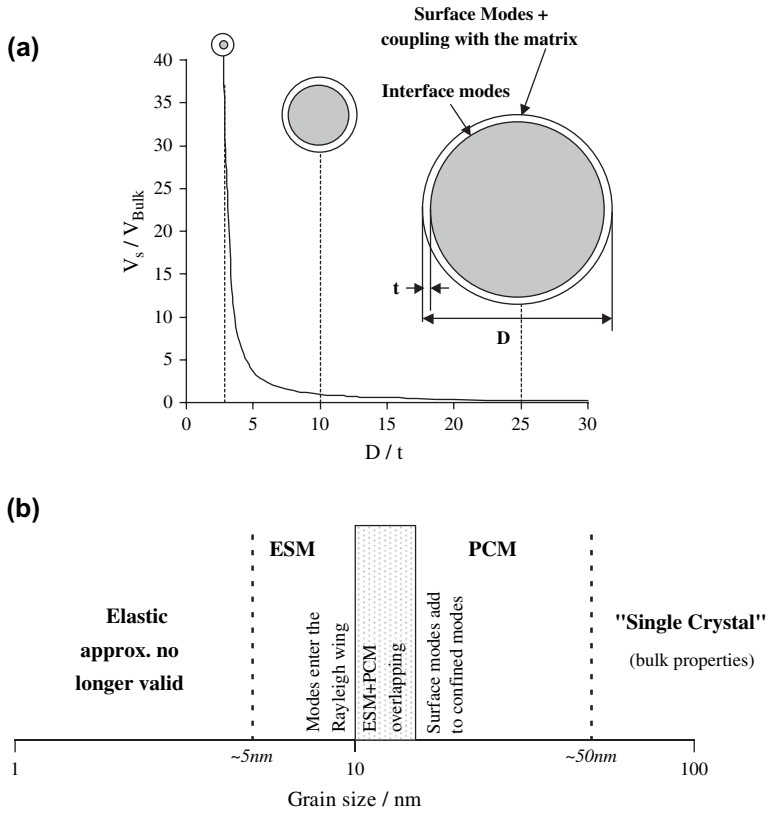 (a)
Surface Modes +
coupling with the matrix
Interface modes
40
35
30
25
20
15
10
5
0
V_s / V_Bulk
t
D
0 5 10 15 20 25 30
D / t
(b)
ESM
PCM
Elastic
approx. no
longer valid
Modes enter the
Rayleigh wing
ESM+PCM
overlapping
Surface modes add
to confined modes
"Single Crystal"
(bulk properties)
~5nm
~50nm
1 10 100
Grain size / nm